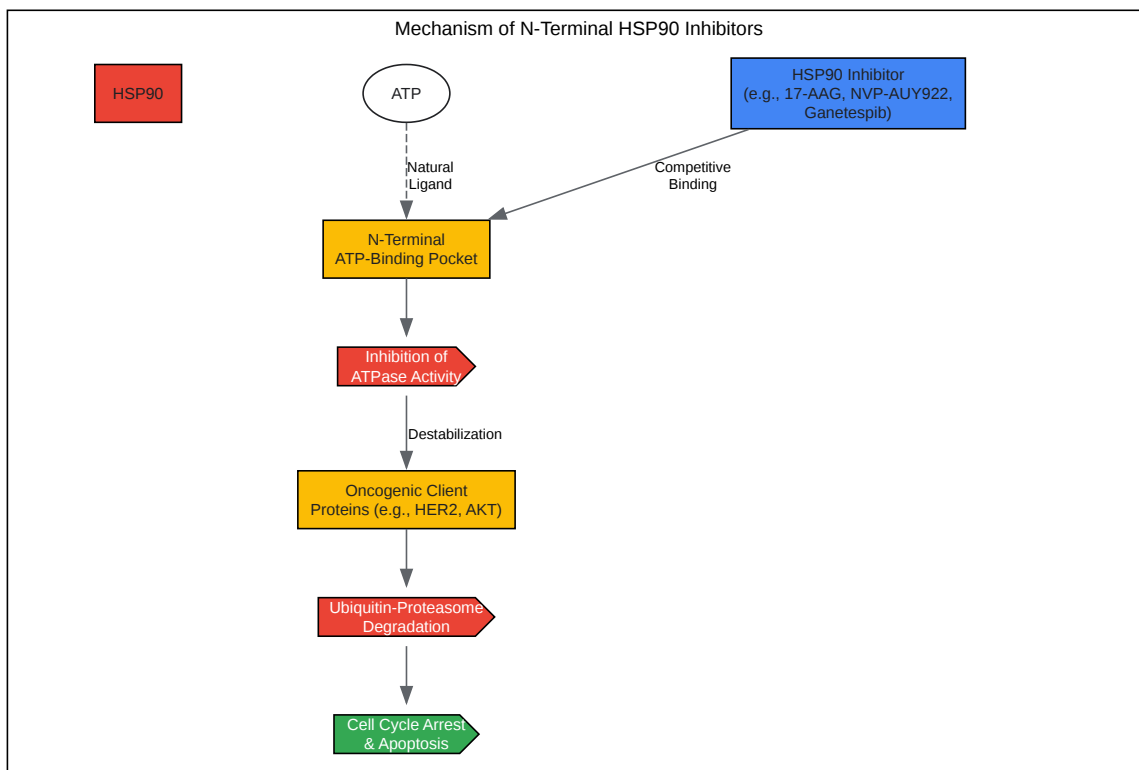 Mechanism of N-Terminal HSP90 Inhibitors
HSP90
ATP
HSP90 Inhibitor
(e.g., 17-AAG, NVP-AUY922,
Ganetespib)
Natural
Ligand
Competitive
Binding
N-Terminal
ATP-Binding Pocket
Inhibition of
ATPase Activity
Destabilization
Oncogenic Client
Proteins (e.g., HER2, AKT)
Ubiquitin-Proteasome
Degradation
Cell Cycle Arrest
& Apoptosis